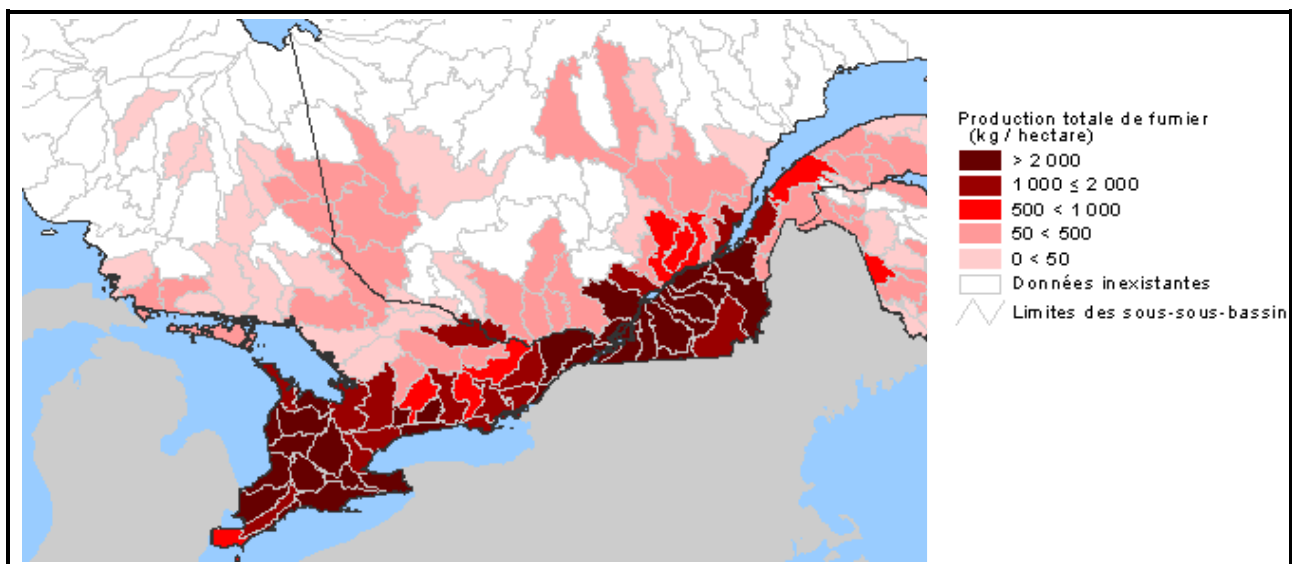 Production totale de fumier
(kg / hectare)
> 2 000
1 000 ≤ 2 000
500 < 1 000
50 < 500
0 < 50
Données inexistantes
Limites des sous-sous-bassin